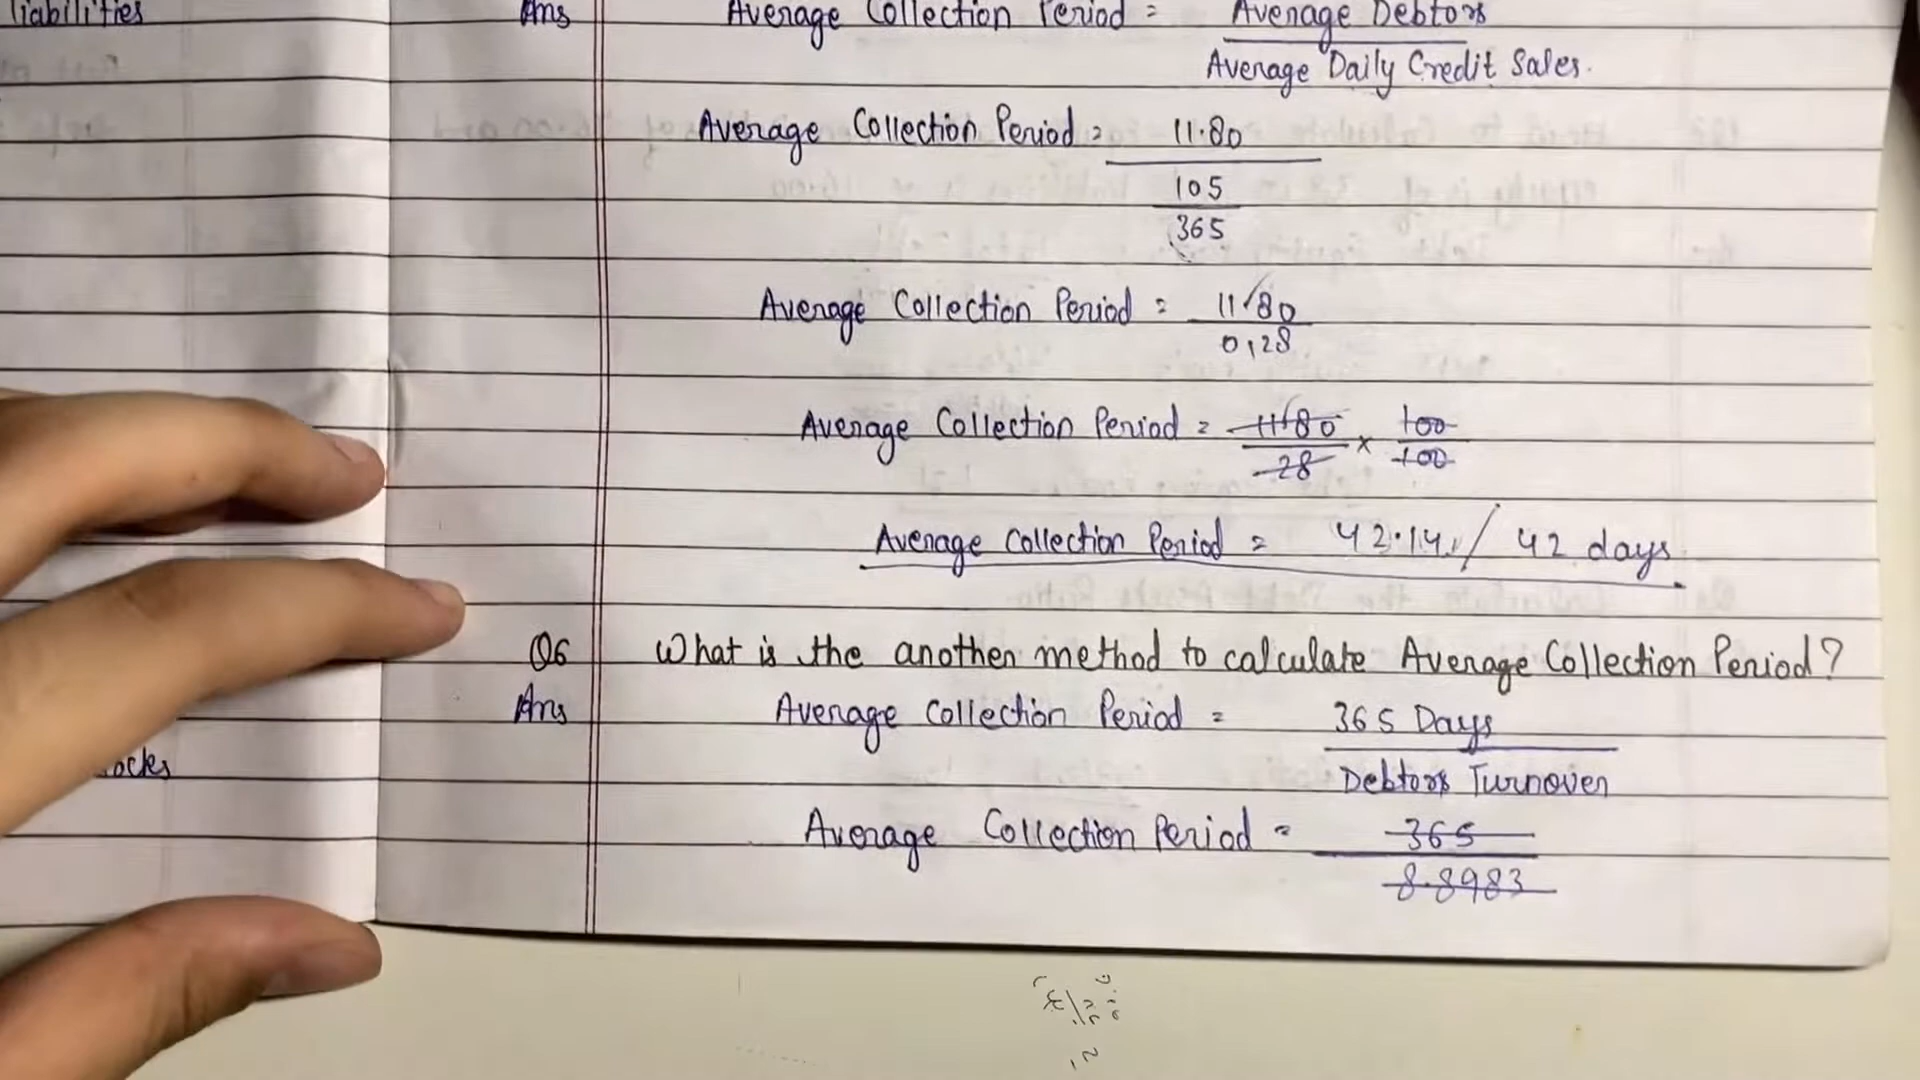 liabilities
Ans Average Collection Period = Average Debtors
Average Daily Credit Sales.
Average Collection Period = 11.80
105
365
Average Collection Period = 11.80
0.28
Average Collection Period = 1180 × 100
28 100
Average Collection Period = 42.14 / 42 days
Q6 What is the another method to calculate Average Collection Period?
Ans Average Collection Period = 365 Days
Debtors Turnover
ocks
Average Collection Period = 365
8.8983